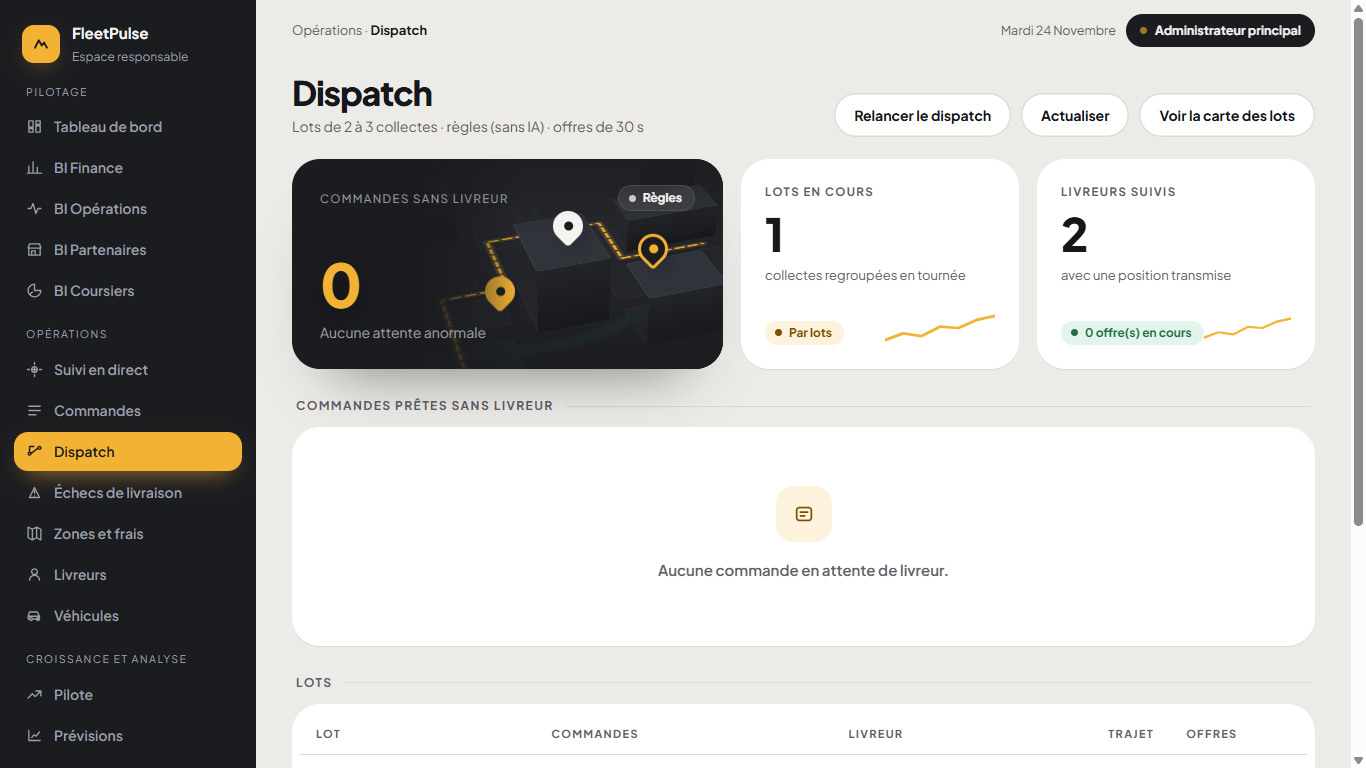 FleetPulse
Espace responsable
PILOTAGE
Tableau de bord
BI Finance
BI Opérations
BI Partenaires
BI Coursiers
OPÉRATIONS
Suivi en direct
Commandes
Dispatch
Échecs de livraison
Zones et frais
Livreurs
Véhicules
CROISSANCE ET ANALYSE
Pilote
Prévisions
Opérations · Dispatch
Mardi 24 Novembre
Administrateur principal
Dispatch
Lots de 2 à 3 collectes · règles (sans IA) · offres de 30 s
Relancer le dispatch
Actualiser
Voir la carte des lots
COMMANDES SANS LIVREUR
Règles
0
Aucune attente anormale
LOTS EN COURS
1
collectes regroupées en tournée
Par lots
LIVREURS SUIVIS
2
avec une position transmise
0 offre(s) en cours
COMMANDES PRÊTES SANS LIVREUR
Aucune commande en attente de livreur.
LOTS
LOT COMMANDES LIVREUR TRAJET OFFRES